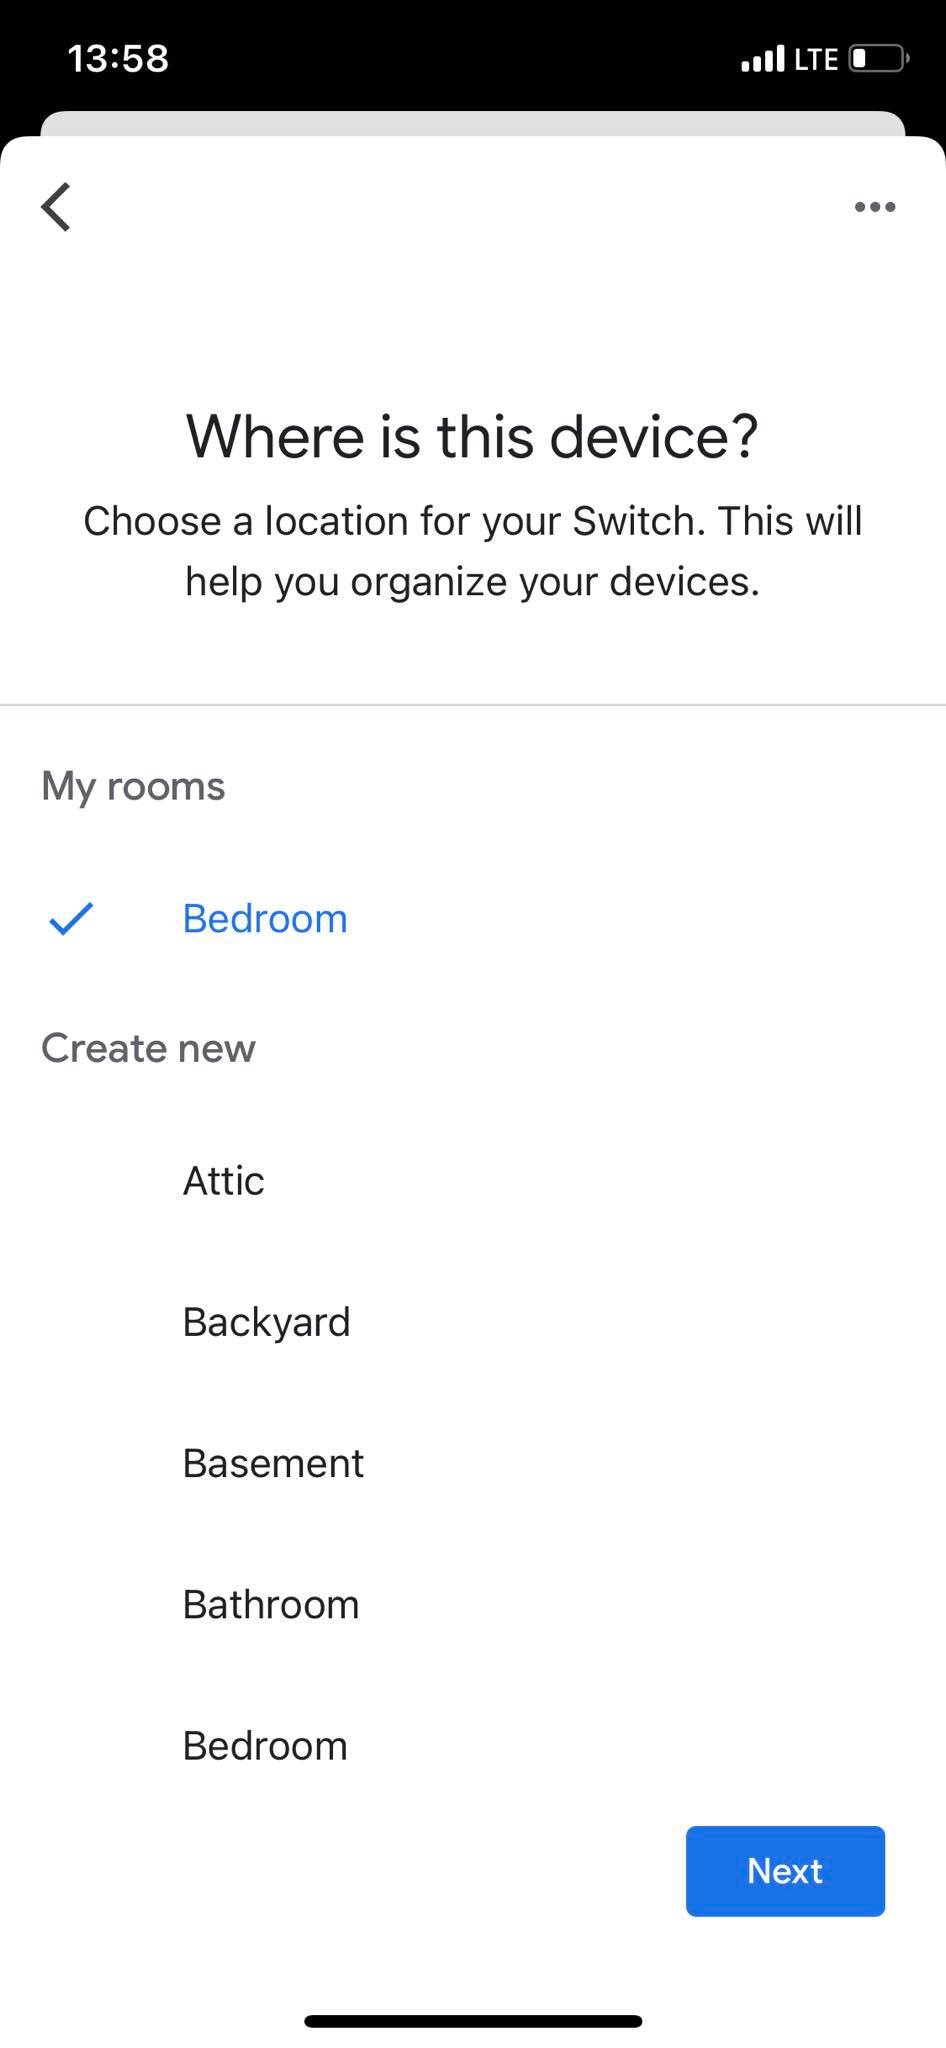 13:58
LTE
Where is this device?
Choose a location for your Switch. This will
help you organize your devices.
My rooms
Bedroom
Create new
Attic
Backyard
Basement
Bathroom
Bedroom
Next